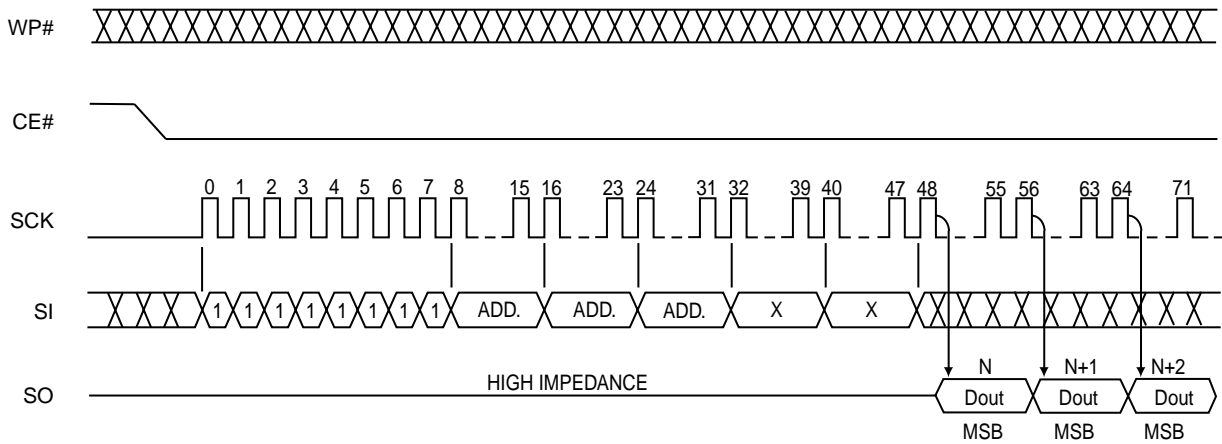 WP#
CE#
0 1 2 3 4 5 6 7 8 15 16 23 24 31 32 39 40 47 48 55 56 63 64 71
SCK
SI 1 1 1 1 1 1 1 1 ADD. ADD. ADD. X X
N N+1 N+2
SO HIGH IMPEDANCE Dout Dout Dout
MSB MSB MSB